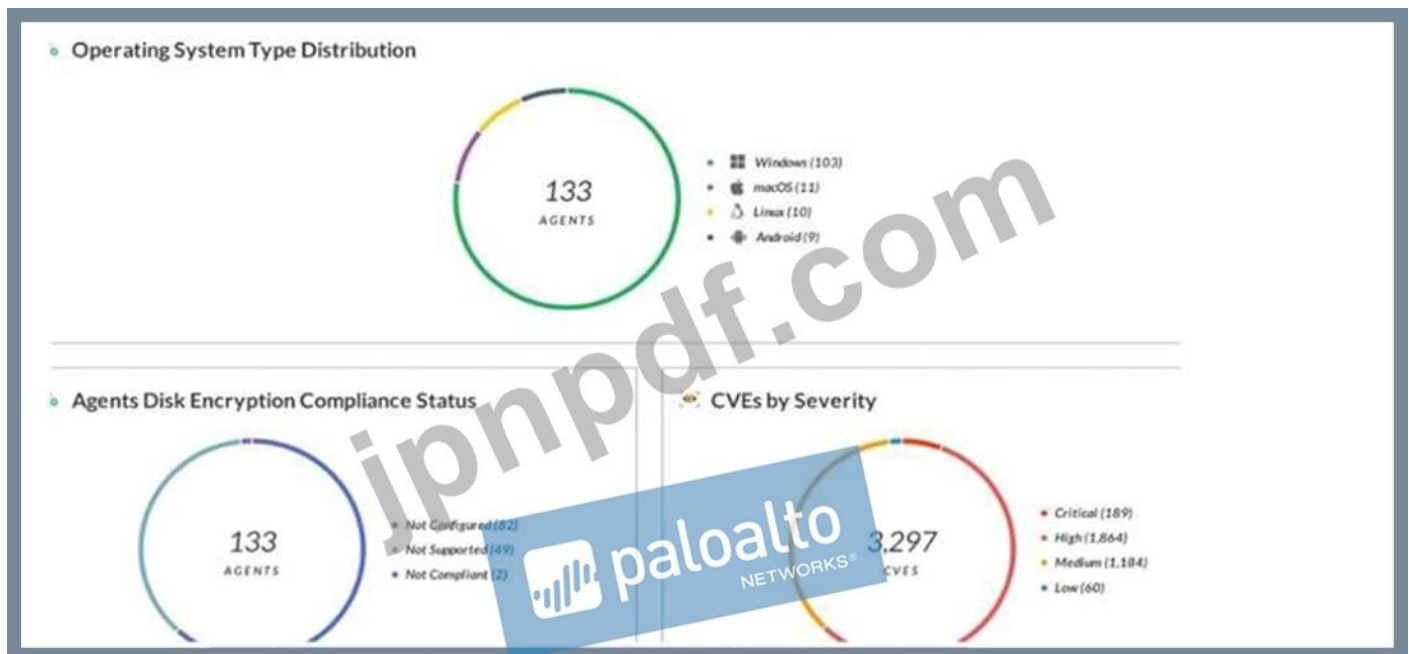 Operating System Type Distribution
133
AGENTS
Windows (103)
macOS (11)
Linux (10)
Android (9)
Agents Disk Encryption Compliance Status
133
AGENTS
Not Configured (82)
Not Supported (49)
Not Compliant (2)
CVEs by Severity
3,297
CVES
Critical (189)
High (1,864)
Medium (1,184)
Low (60)
jpnpdf.com
paloalto
NETWORKS®